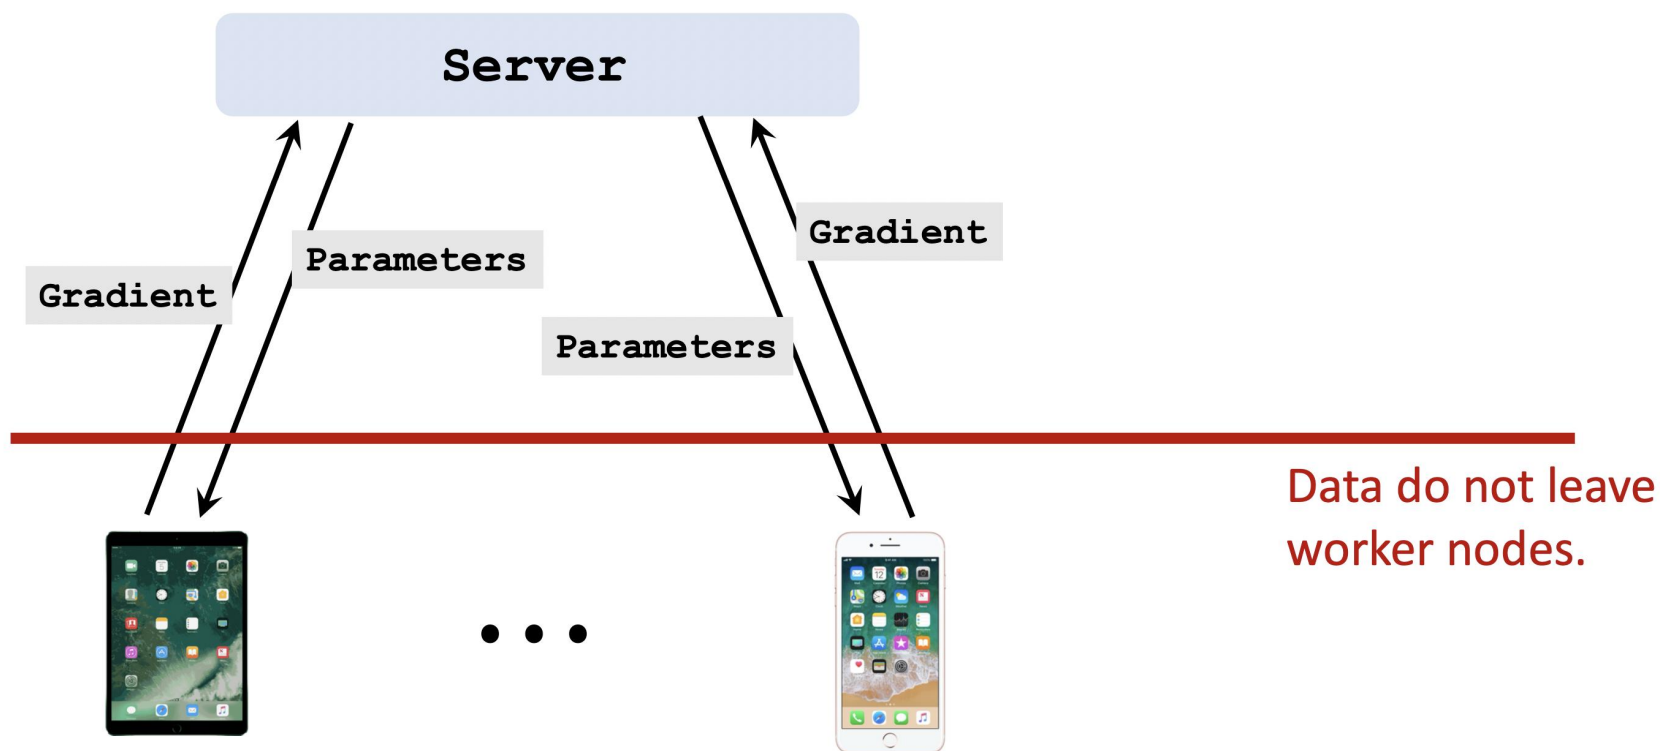 Server
Gradient
Parameters
Gradient
Parameters
Data do not leave
worker nodes.